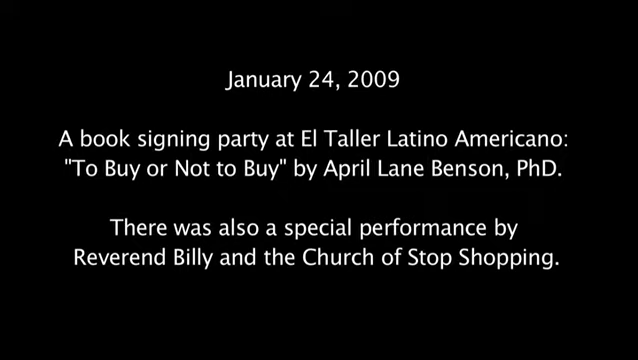 January 24, 2009
A book signing party at El Taller Latino Americano:
"To Buy or Not to Buy" by April Lane Benson, PhD.
There was also a special performance by
Reverend Billy and the Church of Stop Shopping.